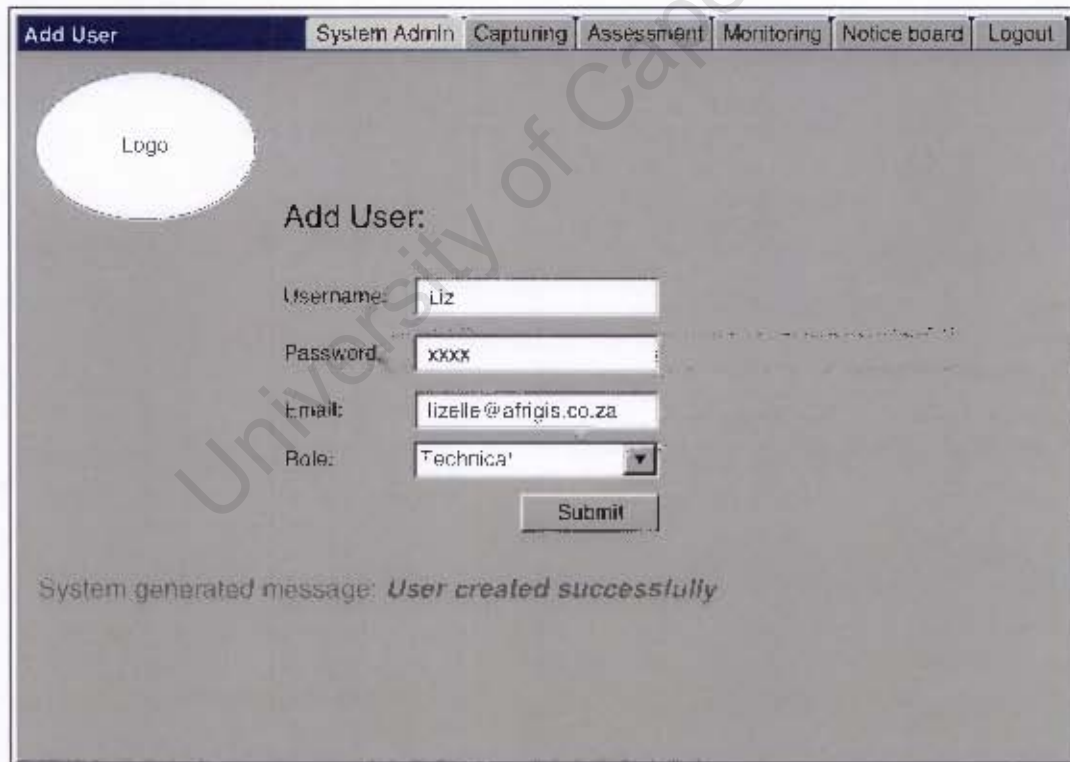 Add User System Admin Capturing Assessment Monitoring Notice board Logout
Logo
Add User:
Username: Liz
Password: xxxx
Email: lizelle@afrigis.co.za
Role: Technical
Submit
System generated message: User created successfully
University of Cape